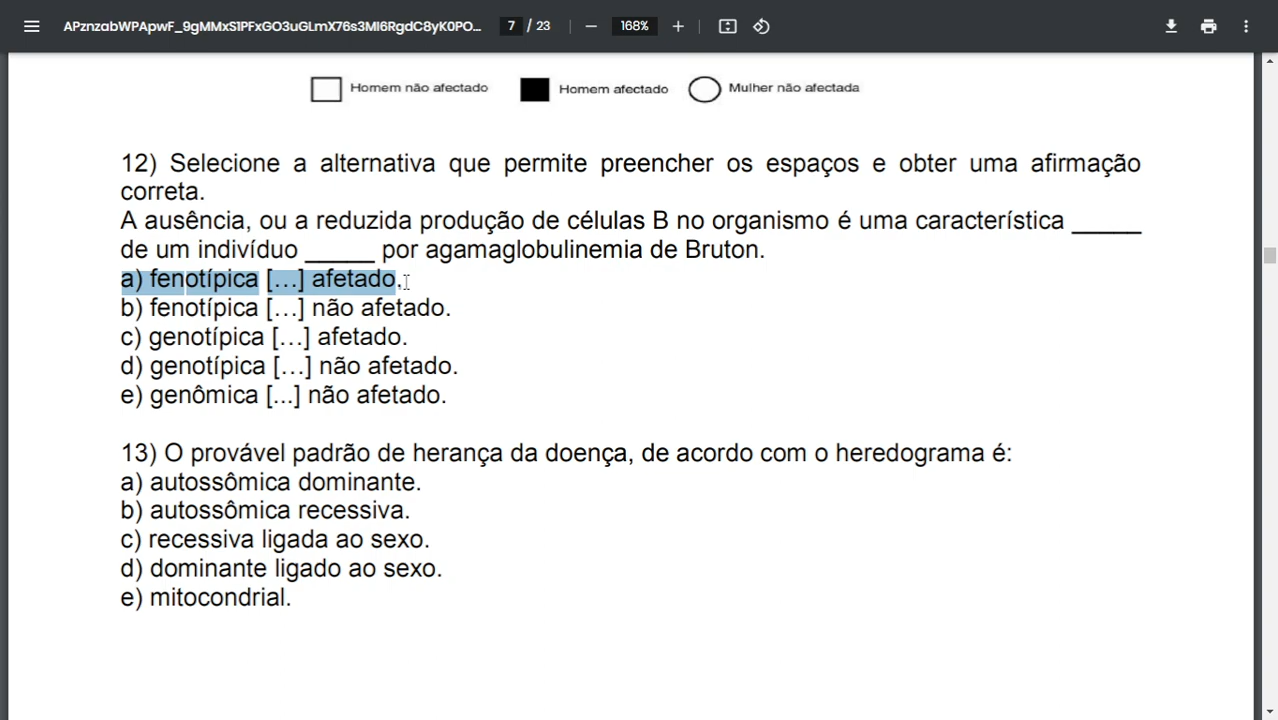 APznzabWPApwF_9gMMxS1PFxGO3uGLmX76s3MI6RgdC8yK0PO... 7 / 23 168%
Homem não afectado Homem afectado Mulher não afectada
12) Selecione a alternativa que permite preencher os espaços e obter uma afirmação
correta.
A ausência, ou a reduzida produção de células B no organismo é uma característica _____
de um indivíduo _____ por agamaglobulinemia de Bruton.
a) fenotípica […] afetado.
b) fenotípica […] não afetado.
c) genotípica […] afetado.
d) genotípica […] não afetado.
e) genômica [...] não afetado.
13) O provável padrão de herança da doença, de acordo com o heredograma é:
a) autossômica dominante.
b) autossômica recessiva.
c) recessiva ligada ao sexo.
d) dominante ligado ao sexo.
e) mitocondrial.